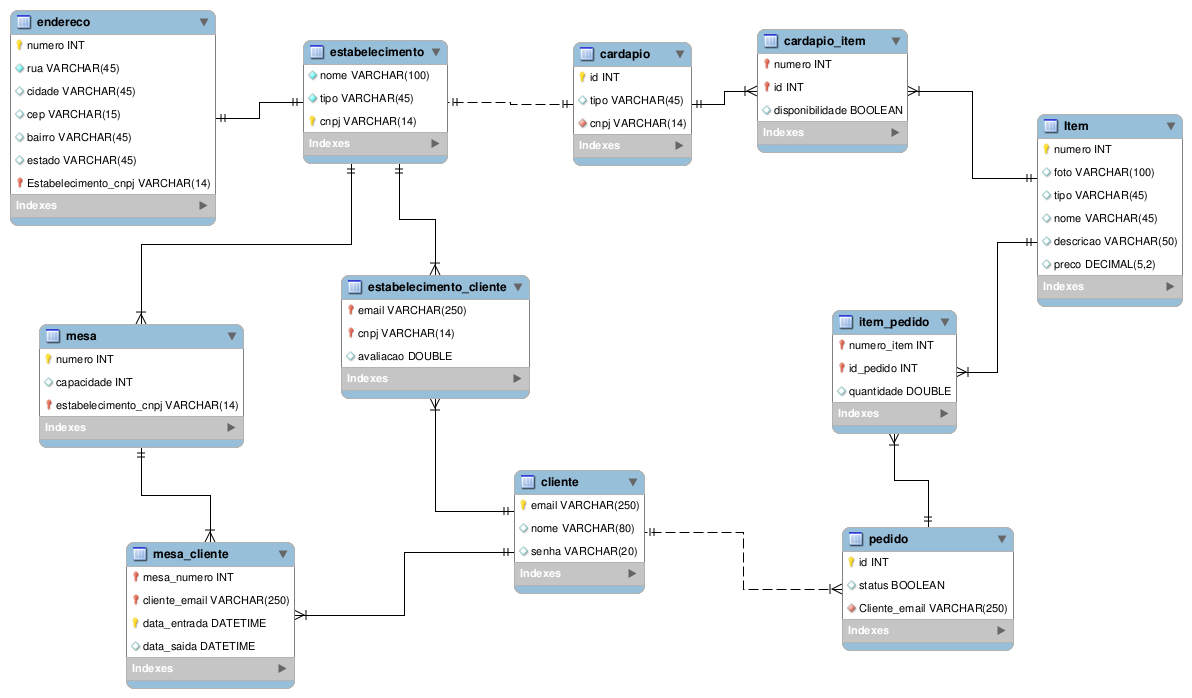 endereco
numero INT
rua VARCHAR(45)
cidade VARCHAR(45)
cep VARCHAR(15)
bairro VARCHAR(45)
estado VARCHAR(45)
Estabelecimento_cnpj VARCHAR(14)
Indexes
estabelecimento
nome VARCHAR(100)
tipo VARCHAR(45)
cnpj VARCHAR(14)
Indexes
cardapio
id INT
tipo VARCHAR(45)
cnpj VARCHAR(14)
Indexes
cardapio_item
numero INT
id INT
disponibilidade BOOLEAN
Indexes
Item
numero INT
foto VARCHAR(100)
tipo VARCHAR(45)
nome VARCHAR(45)
descricao VARCHAR(50)
preco DECIMAL(5,2)
Indexes
mesa
numero INT
capacidade INT
estabelecimento_cnpj VARCHAR(14)
Indexes
estabelecimento_cliente
email VARCHAR(250)
cnpj VARCHAR(14)
avaliacao DOUBLE
Indexes
item_pedido
numero_item INT
id_pedido INT
quantidade DOUBLE
Indexes
mesa_cliente
mesa_numero INT
cliente_email VARCHAR(250)
data_entrada DATETIME
data_saida DATETIME
Indexes
cliente
email VARCHAR(250)
nome VARCHAR(80)
senha VARCHAR(20)
Indexes
pedido
id INT
status BOOLEAN
Cliente_email VARCHAR(250)
Indexes